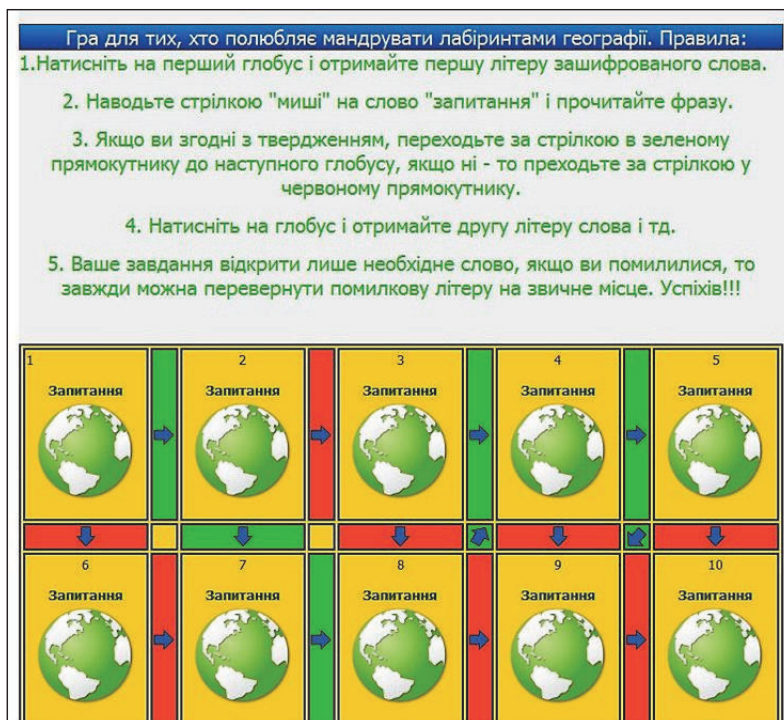 Гра для тих, хто полюбляє мандрувати лабіринтами географії. Правила:
1.Натисніть на перший глобус і отримайте першу літеру зашифрованого слова.
2. Наводьте стрілкою "миші" на слово "запитання" і прочитайте фразу.
3. Якщо ви згодні з твердженням, переходьте за стрілкою в зеленому
прямокутнику до наступного глобусу, якщо ні - то преходьте за стрілкою у
червоному прямокутнику.
4. Натисніть на глобус і отримайте другу літеру слова і тд.
5. Ваше завдання відкрити лише необхідне слово, якщо ви помилилися, то
завжди можна перевернути помилкову літеру на звичне місце. Успіхів!!!
1 2 3 4 5
Запитання Запитання Запитання Запитання Запитання
6 7 8 9 10
Запитання Запитання Запитання Запитання Запитання